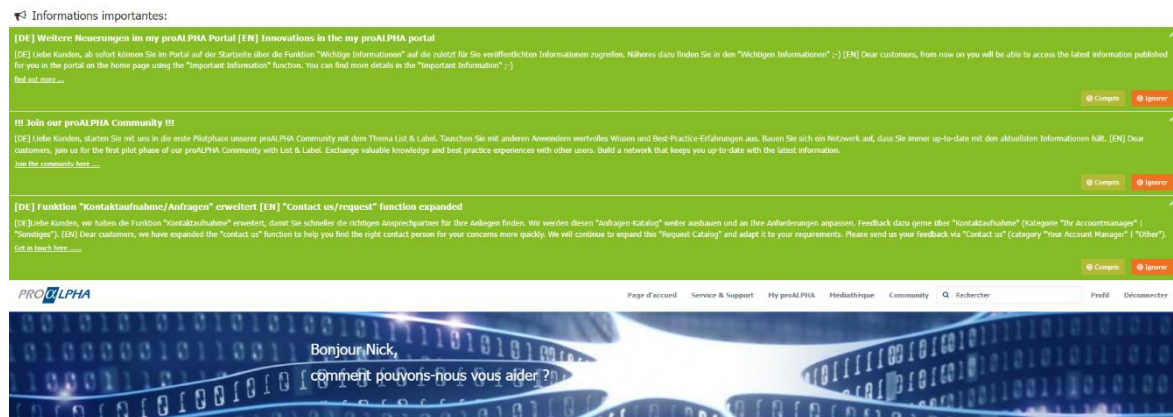 Informations importantes:
[DE] Weitere Neuerungen im my proALPHA Portal [EN] Innovations in the my proALPHA portal
[DE] Liebe Kunden, ab sofort können Sie im Portal auf der Startseite über die Funktion "Wichtige Informationen" auf die zuletzt für Sie veröffentlichten Informationen zugreifen. Näheres dazu finden Sie in den "Wichtigen Informationen" ;-) [EN] Dear customers, from now on you will be able to access the latest information published
for you in the portal on the home page using the "Important Information" function. You can find more details in the "Important Information" ;-)
find out more ...
Compris Ignorer
!!! Join our proALPHA Community !!!
[DE] Liebe Kunden, starten Sie mit uns in die erste Pilotphase unserer proALPHA Community mit dem Thema List & Label. Tauschen Sie mit anderen Anwendern wertvolles Wissen und Best-Practice-Erfahrungen aus. Bauen Sie sich ein Netzwerk auf, dass Sie immer up-to-date mit den aktuellsten Informationen hält. [EN] Dear
customers, join us for the first pilot phase of our proALPHA Community with List & Label. Exchange valuable knowledge and best practice experiences with other users. Build a network that keeps you up-to-date with the latest information.
Join the community here ....
Compris Ignorer
[DE] Funktion "Kontaktaufnahme/Anfragen" erweitert [EN] "Contact us/request" function expanded
[DE]Liebe Kunden, wir haben die Funktion "Kontaktaufnahme" erweitert, damit Sie schneller die richtigen Ansprechpartner für Ihre Anliegen finden. Wir werden diesen "Anfragen-Katalog" weiter ausbauen und an Ihre Anforderungen anpassen. Feedback dazu gerne über "Kontaktaufnahme" (Kategorie "Ihr Accountmanager" |
"Sonstiges"). [EN] Dear customers, we have expanded the "contact us" function to help you find the right contact person for your concerns more quickly. We will continue to expand this "Request Catalog" and adapt it to your requrements. Please send us your feedback via "Contact us" (category "Your Account Manager" | "Other").
Get in touch here ......
Compris Ignorer
PROαLPHA Page d'accueil Service & Support My proALPHA Médiathèque Community Rechercher Profil Déconnecter
Bonjour Nick,
comment pouvons-nous vous aider ?